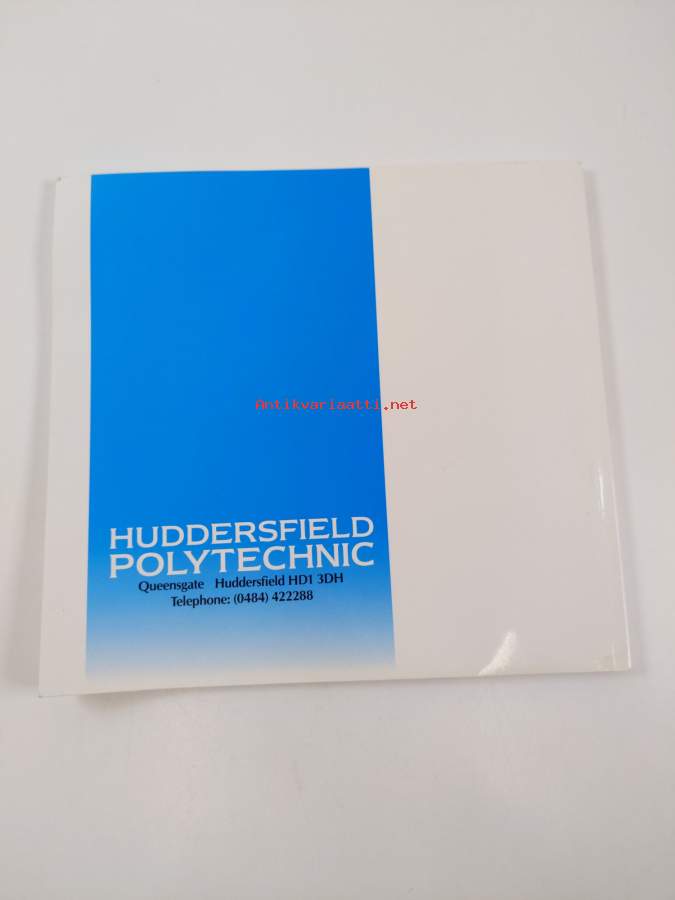 Antikvariaatti.net
HUDDERSFIELD
POLYTECHNIC
Queensgate Huddersfield HD1 3DH
Telephone: (0484) 422288